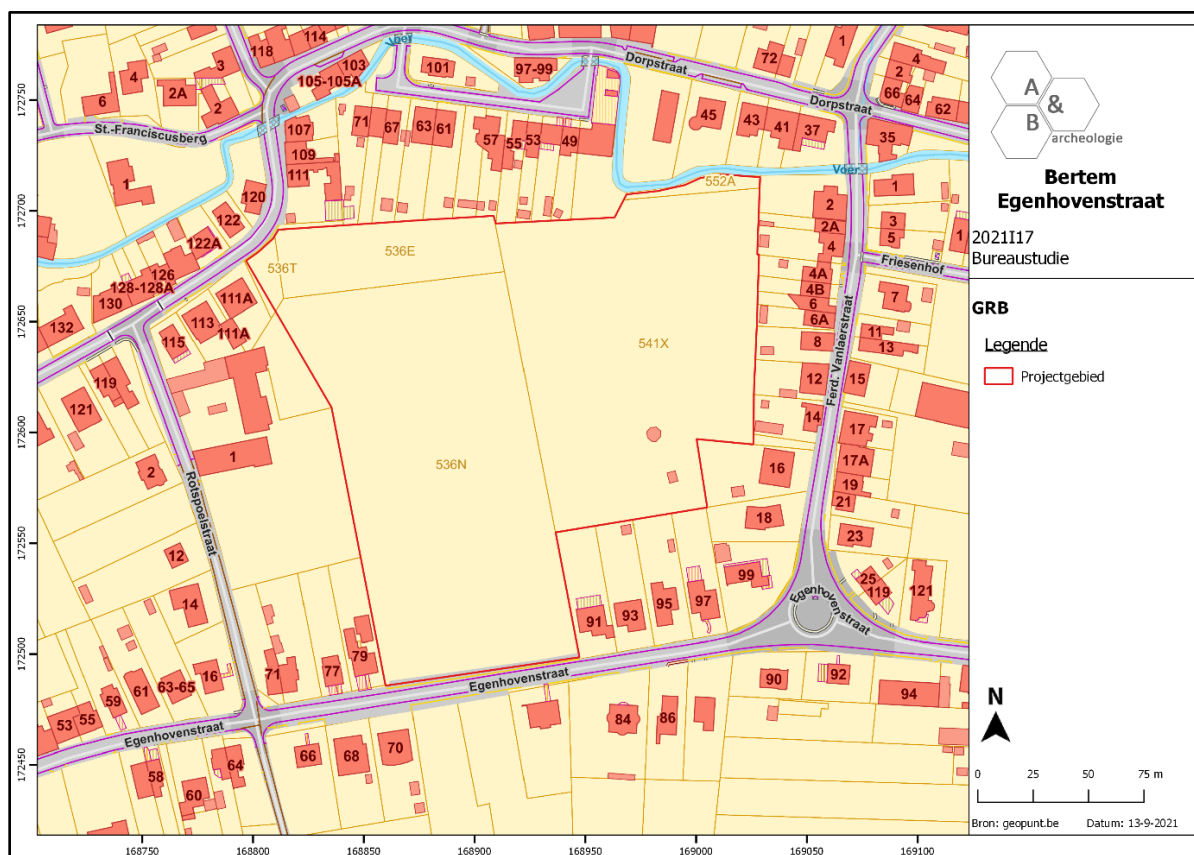 118
114
3
103
105-105A
4
2A
6
2
St.-Franciscusberg
107
109
111
1
120
122
122A
126
128-128A
130
132
Voer
101
97-99
71
67
63
61
57
55
53
49
Dorpstraat
72
1
4
2
66
64
62
Dorpstraat
45
43
41
37
35
Voer
552A
1
2
2A
4
3
5
1
Friesenhof
4A
4B
6
6A
7
11
13
8
12
15
14
17
17A
19
21
16
18
23
Ferd. Vanlaerstraat
536T
536E
541X
536N
111A
113
111A
115
119
121
2
1
Rotspoelstraat
12
14
16
63-65
61
59
55
53
71
77
79
91
93
95
97
99
25
119
121
Egenhovenstraat
Egenhovenstraat
Egenhovenstraat
90
92
94
84
86
58
60
64
66
68
70
172750
172700
172650
172600
172550
172500
172450
168750
168800
168850
168900
168950
169000
169050
169100
A
&
B
archeologie
Bertem
Egenhovenstraat
2021I17
Bureaustudie
GRB
Legende
Projectgebied
N
0 25 50 75 m
Bron: geopunt.be Datum: 13-9-2021